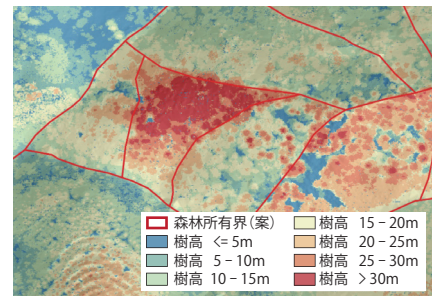 森林所有界(案)
樹高 <= 5m
樹高 5 - 10m
樹高 10 - 15m
樹高 15 - 20m
樹高 20 - 25m
樹高 25 - 30m
樹高 > 30m